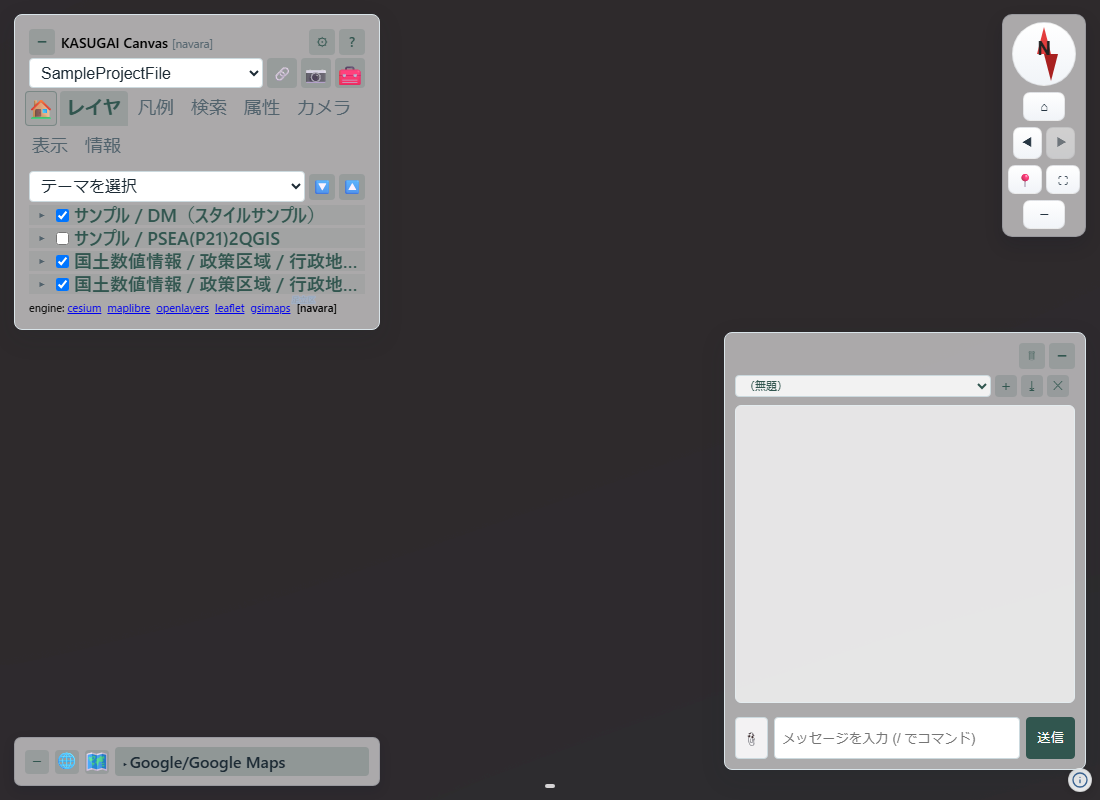 KASUGAI Canvas [navara]
?
SampleProjectFile
レイヤ 凡例 検索 属性 カメラ
表示 情報
テーマを選択
サンプル / DM（スタイルサンプル）
サンプル / PSEA(P21)2QGIS
国土数値情報 / 政策区域 / 行政地…
国土数値情報 / 政策区域 / 行政地…
engine: cesium maplibre openlayers leaflet gsimaps [navara]
N
（無題）
メッセージを入力 (/ でコマンド)
送信
Google/Google Maps